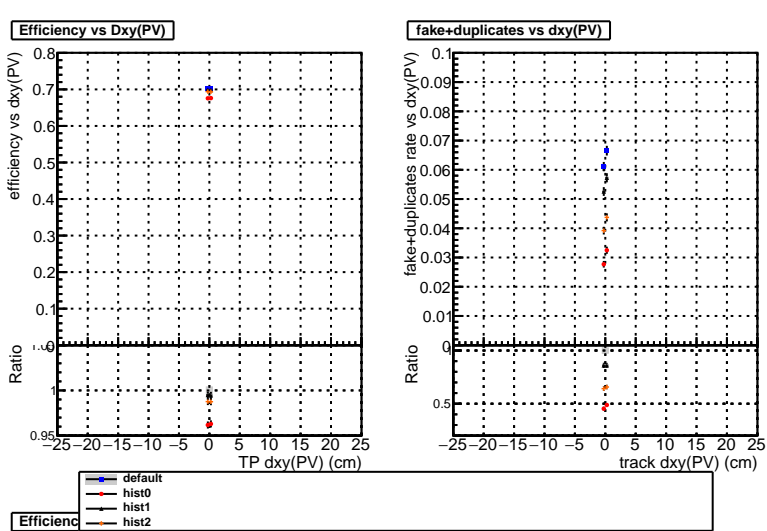 Efficiency vs Dxy(PV)
efficiency vs dxy(PV)
0.8
0.7
0.6
0.5
0.4
0.3
0.2
0.1
0
Ratio
1
0.95
−25 −20 −15 −10 −5 0 5 10 15 20 25
TP dxy(PV) (cm)
fake+duplicates vs dxy(PV)
fake+duplicates rate vs dxy(PV)
0.1
0.09
0.08
0.07
0.06
0.05
0.04
0.03
0.02
0.01
0
Ratio
1
0.5
−25 −20 −15 −10 −5 0 5 10 15 20 25
track dxy(PV) (cm)
default
hist0
hist1
hist2
Efficienc